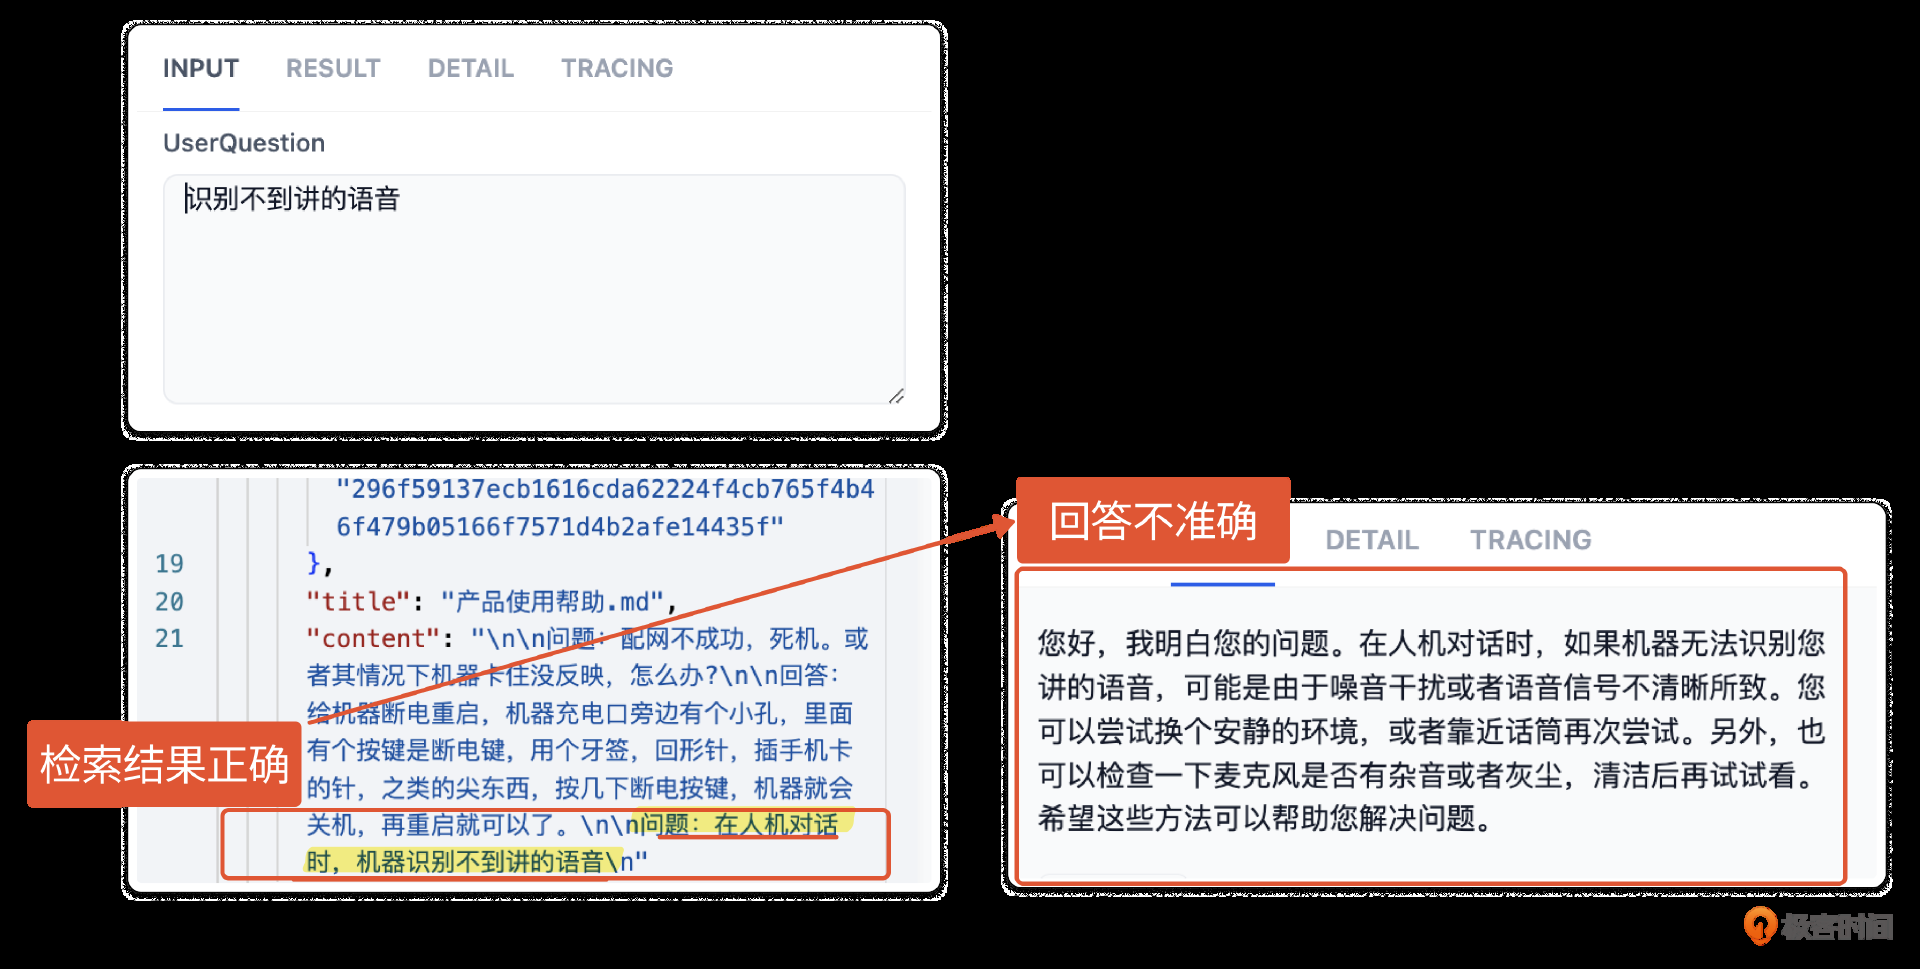 INPUT RESULT DETAIL TRACING
UserQuestion
识别不到讲的语音
"296f59137ecb1616cda62224f4cb765f4b4
6f479b05166f7571d4b2afe14435f"
19 },
20 "title": "产品使用帮助.md",
21 "content": "\n\n问题：配网不成功，死机。或
者其情况下机器卡住没反映，怎么办?\n\n回答：
给机器断电重启，机器充电口旁边有个小孔，里面
有个按键是断电键，用个牙签，回形针，插手机卡
的针，之类的尖东西，按几下断电按键，机器就会
关机，再重启就可以了。\n\n问题：在人机对话
时，机器识别不到讲的语音\n"
检索结果正确
回答不准确
DETAIL TRACING
您好，我明白您的问题。在人机对话时，如果机器无法识别您
讲的语音，可能是由于噪音干扰或者语音信号不清晰所致。您
可以尝试换个安静的环境，或者靠近话筒再次尝试。另外，也
可以检查一下麦克风是否有杂音或者灰尘，清洁后再试试看。
希望这些方法可以帮助您解决问题。
极客时间